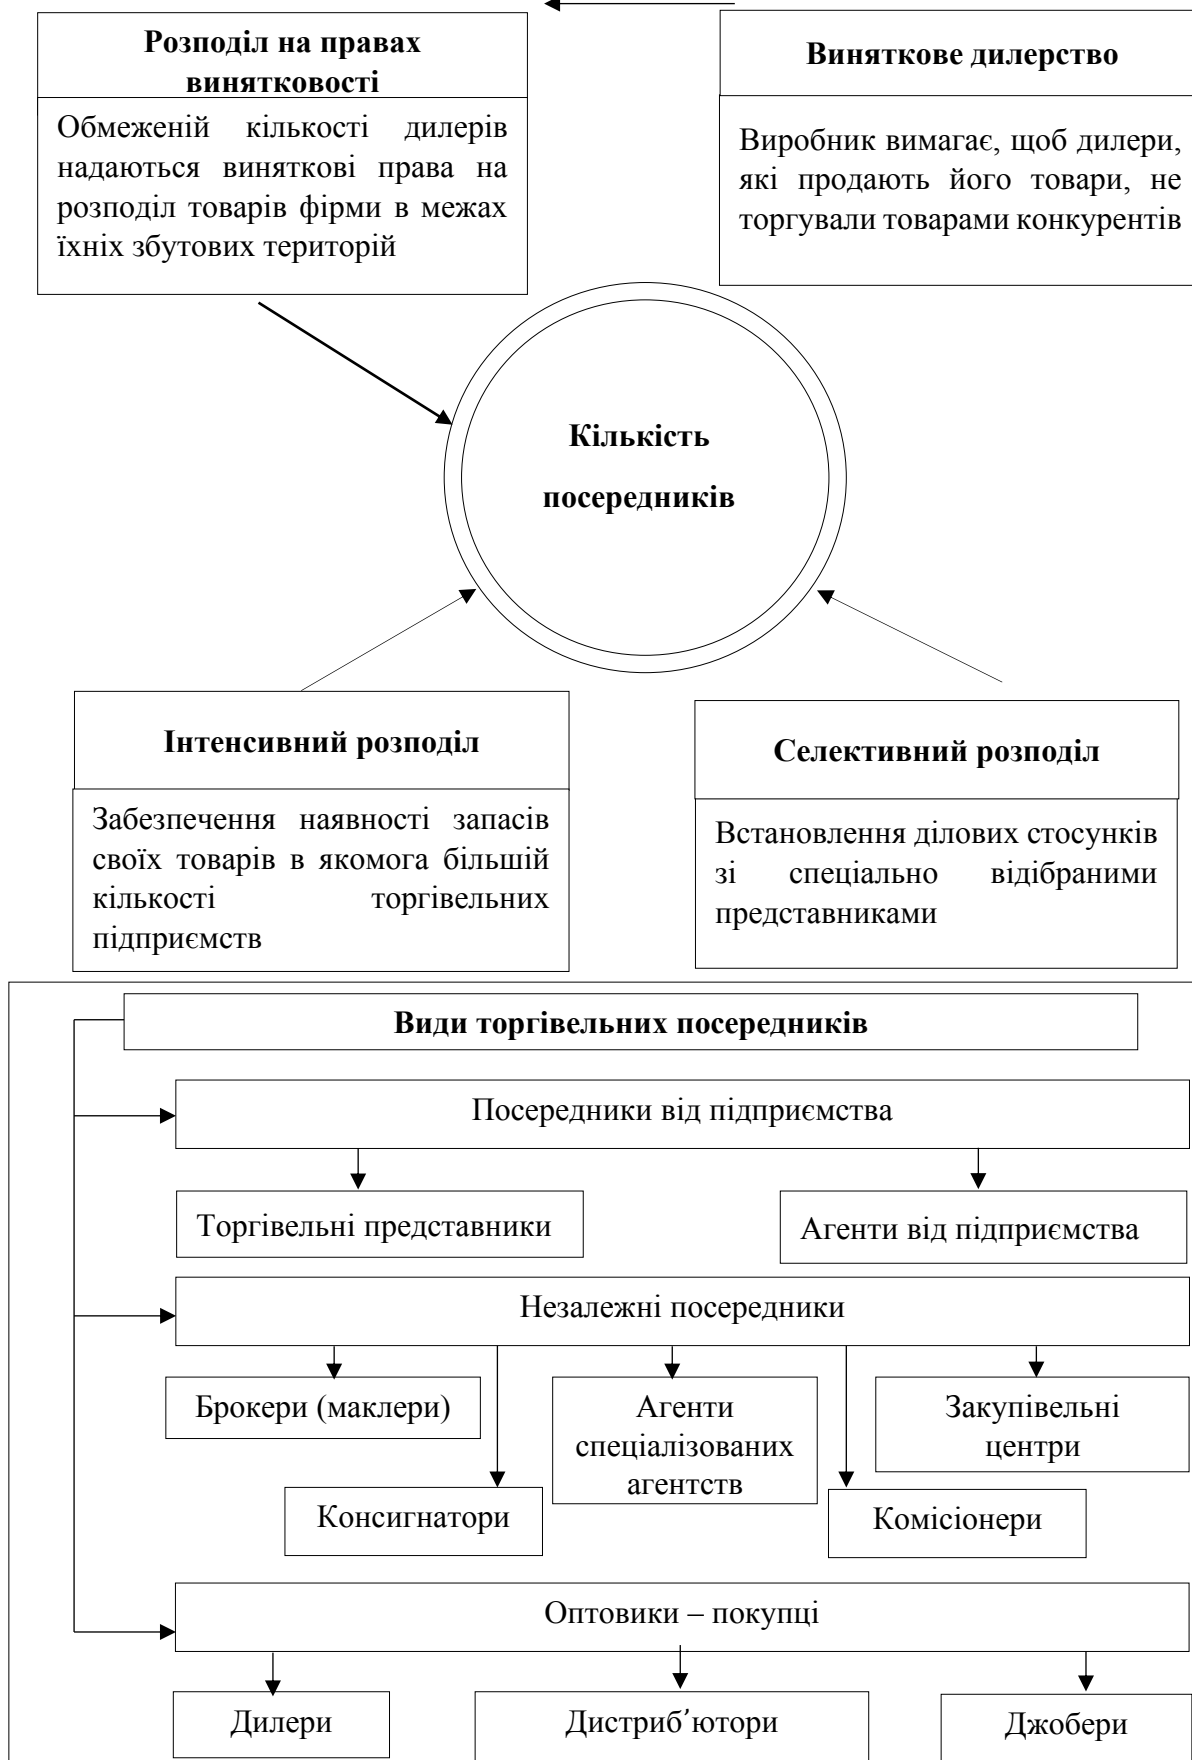 Розподіл на правах
винятковості
Обмеженій кількості дилерів
надаються виняткові права на
розподіл товарів фірми в межах
їхніх збутових територій
Виняткове дилерство
Виробник вимагає, щоб дилери,
які продають його товари, не
торгували товарами конкурентів
Кількість
посередників
Інтенсивний розподіл
Забезпечення наявності запасів
своїх товарів в якомога більшій
кількості торгівельних
підприємств
Селективний розподіл
Встановлення ділових стосунків
зі спеціально відібраними
представниками
Види торгівельних посередників
Посередники від підприємства
Торгівельні представники
Агенти від підприємства
Незалежні посередники
Брокери (маклери)
Агенти
спеціалізованих
агентств
Закупівельні
центри
Консигнатори
Комісіонери
Оптовики – покупці
Дилери
Дистриб′ютори
Джобери